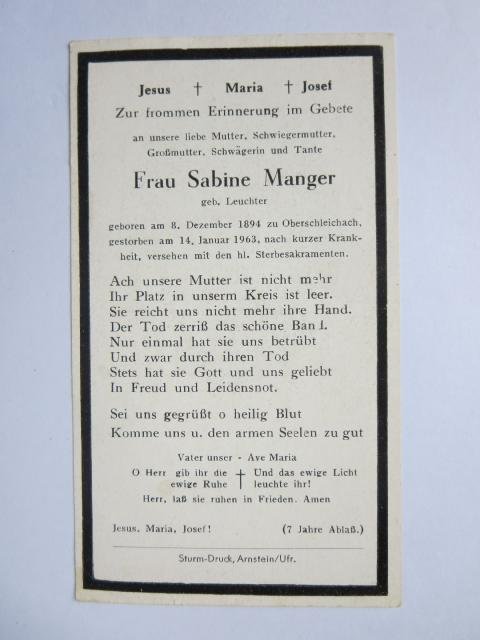 Jesus † Maria † Josef
Zur frommen Erinnerung im Gebete
an unsere liebe Mutter, Schwiegermutter,
Großmutter, Schwägerin und Tante
Frau Sabine Manger
geb. Leuchter
geboren am 8. Dezember 1894 zu Oberschleichach,
gestorben am 14. Januar 1963, nach kurzer Krank-
heit, versehen mit den hl. Sterbesakramenten.
Ach unsere Mutter ist nicht mehr
Ihr Platz in unserm Kreis ist leer.
Sie reicht uns nicht mehr ihre Hand.
Der Tod zerriß das schöne Band.
Nur einmal hat sie uns betrübt
Und zwar durch ihren Tod
Stets hat sie Gott und uns geliebt
In Freud und Leidensnot.
Sei uns gegrüßt o heilig Blut
Komme uns u. den armen Seelen zu gut
Vater unser - Ave Maria
O Herr gib ihr die † Und das ewige Licht
ewige Ruhe leuchte ihr!
Herr, laß sie ruhen in Frieden. Amen
Jesus, Maria, Josef! (7 Jahre Ablaß.)
Sturm-Druck, Arnstein/Ufr.